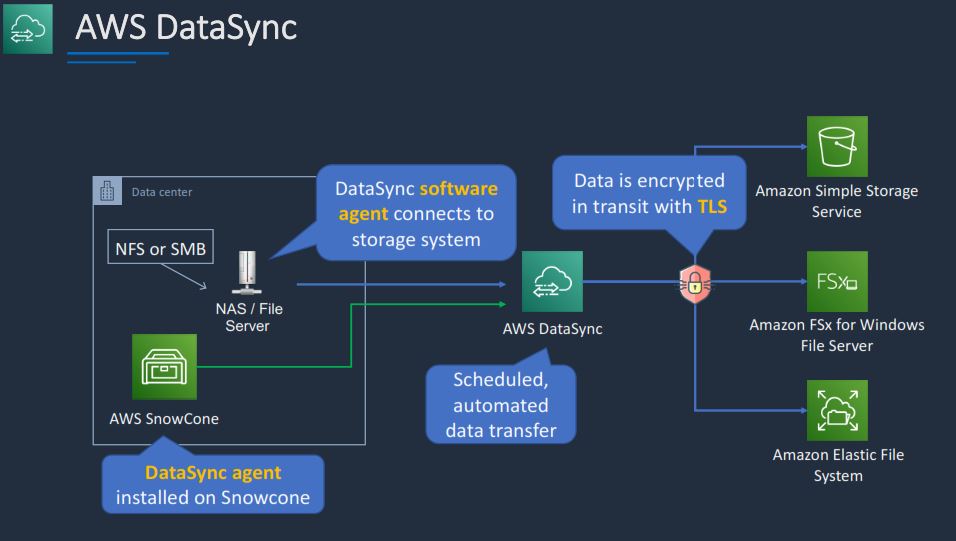 AWS DataSync
Data center
NFS or SMB
NAS / File
Server
AWS SnowCone
DataSync agent
installed on Snowcone
DataSync software
agent connects to
storage system
AWS DataSync
Scheduled,
automated
data transfer
Data is encrypted
in transit with TLS
Amazon Simple Storage
Service
FSx
Amazon FSx for Windows
File Server
Amazon Elastic File
System